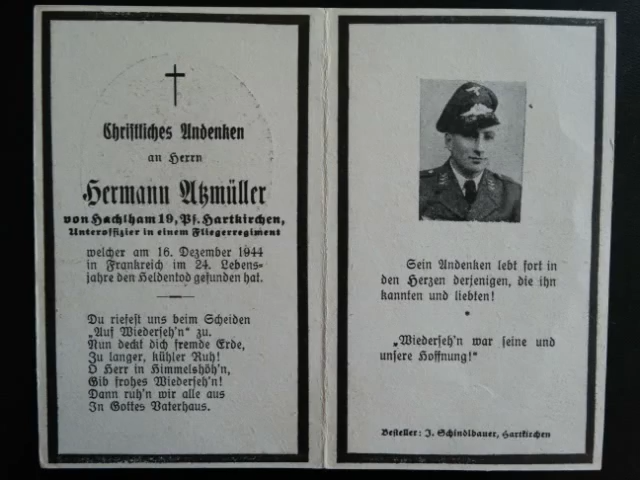 Christliches Andenken
an Herrn
Hermann Atzmüller
von Hachlham 19, Pf. Hartkirchen,
Unteroffizier in einem Fliegerregiment
welcher am 16. Dezember 1944
in Frankreich im 24. Lebens-
jahre den Heldentod gefunden hat.
Du riefest uns beim Scheiden
„Auf Wiederseh'n" zu.
Nun deckt dich fremde Erde,
Zu langer, kühler Ruh!
O Herr in Himmelshöh'n,
Gib frohes Wiederseh'n!
Dann ruh'n wir alle aus
In Gottes Vaterhaus.
Sein Andenken lebt fort in
den Herzen derjenigen, die ihn
kannten und liebten!
„Wiederseh'n war seine und
unsere Hoffnung!"
Besteller: J. Schindlbauer, Hartkirchen